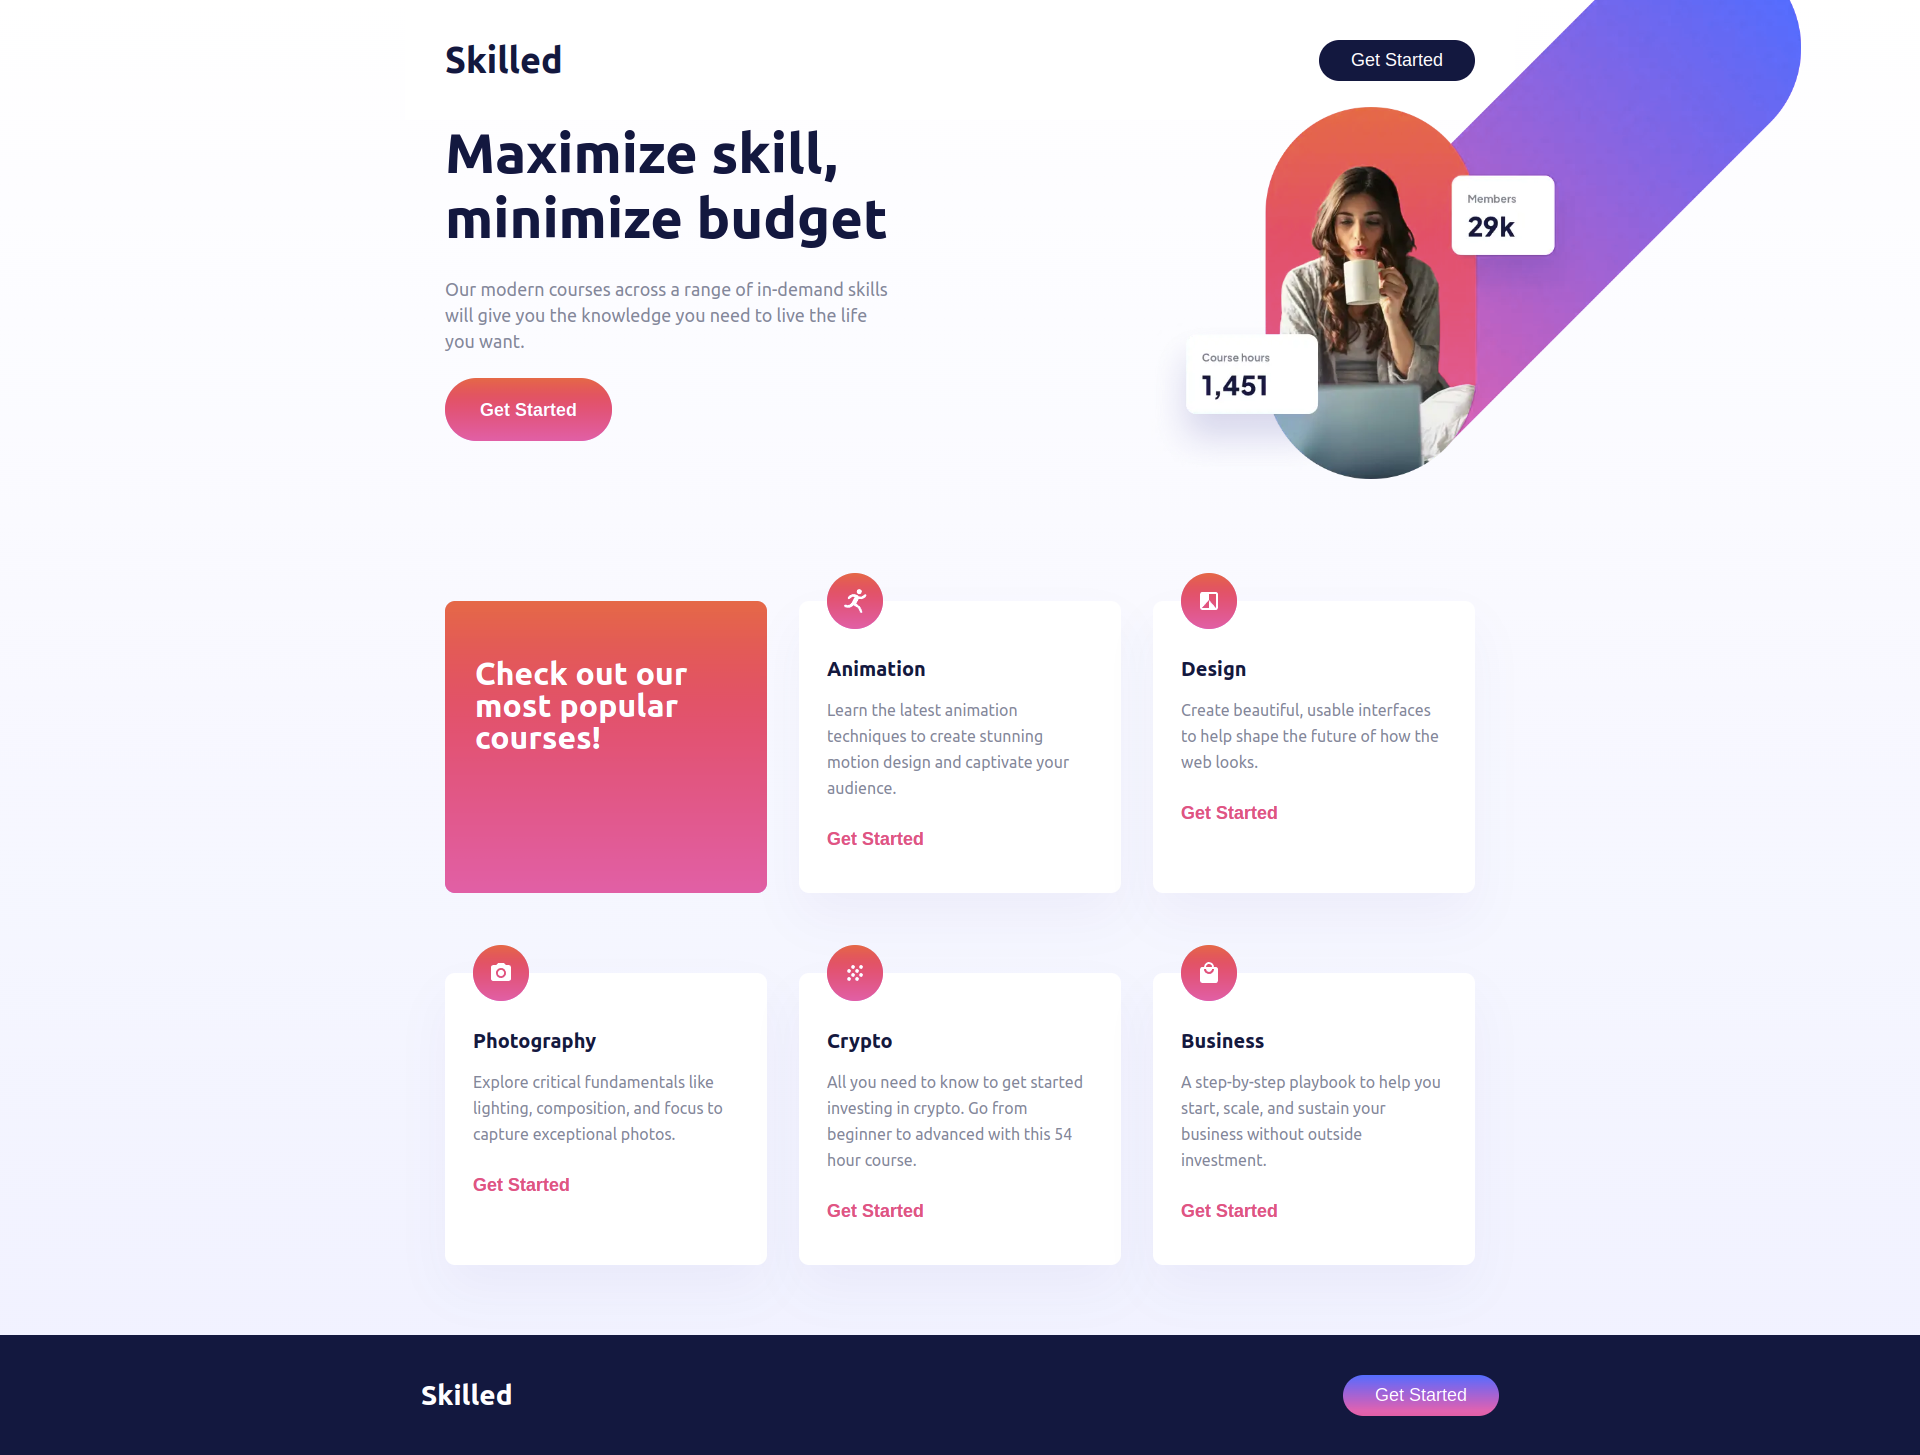 Skilled
Get Started
Maximize skill,
minimize budget
Our modern courses across a range of in-demand skills
will give you the knowledge you need to live the life
you want.
Get Started
Members
29k
Course hours
1,451
Check out our
most popular
courses!
Animation
Learn the latest animation
techniques to create stunning
motion design and captivate your
audience.
Get Started
Design
Create beautiful, usable interfaces
to help shape the future of how the
web looks.
Get Started
Photography
Explore critical fundamentals like
lighting, composition, and focus to
capture exceptional photos.
Get Started
Crypto
All you need to know to get started
investing in crypto. Go from
beginner to advanced with this 54
hour course.
Get Started
Business
A step-by-step playbook to help you
start, scale, and sustain your
business without outside
investment.
Get Started
Skilled
Get Started